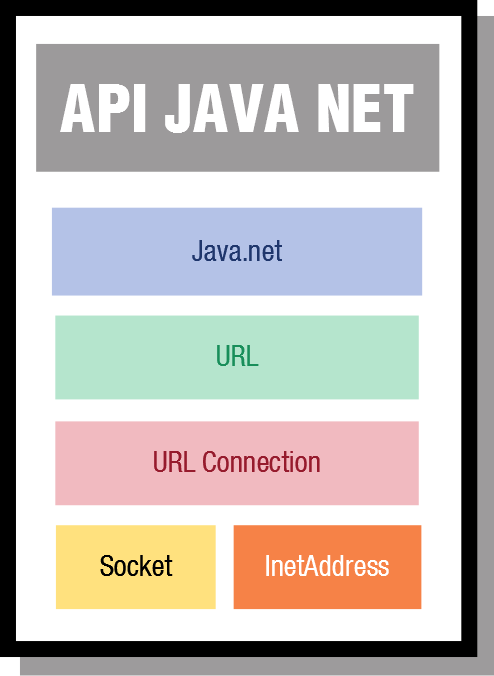 API JAVA NET
Java.net
URL
URL Connection
Socket
InetAddress